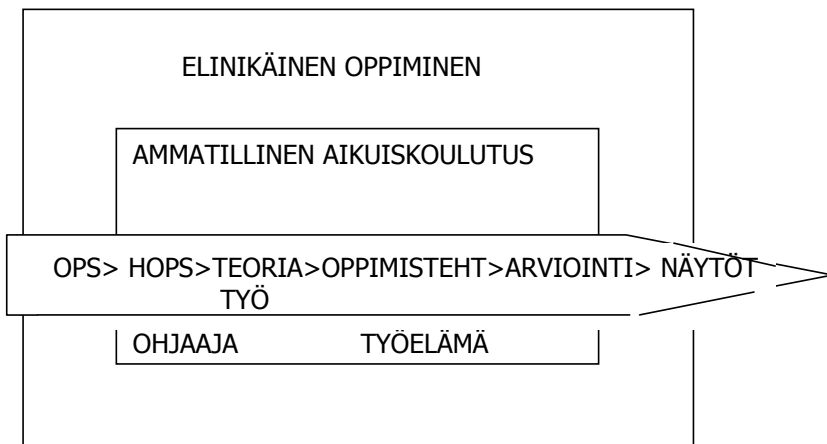 ELINIKÄINEN OPPIMINEN
AMMATILLINEN AIKUISKOULUTUS
OPS> HOPS>TEORIA>OPPIMISTEHT>ARVIOINTI> NÄYTÖT
TYÖ
OHJAAJA TYÖELÄMÄ